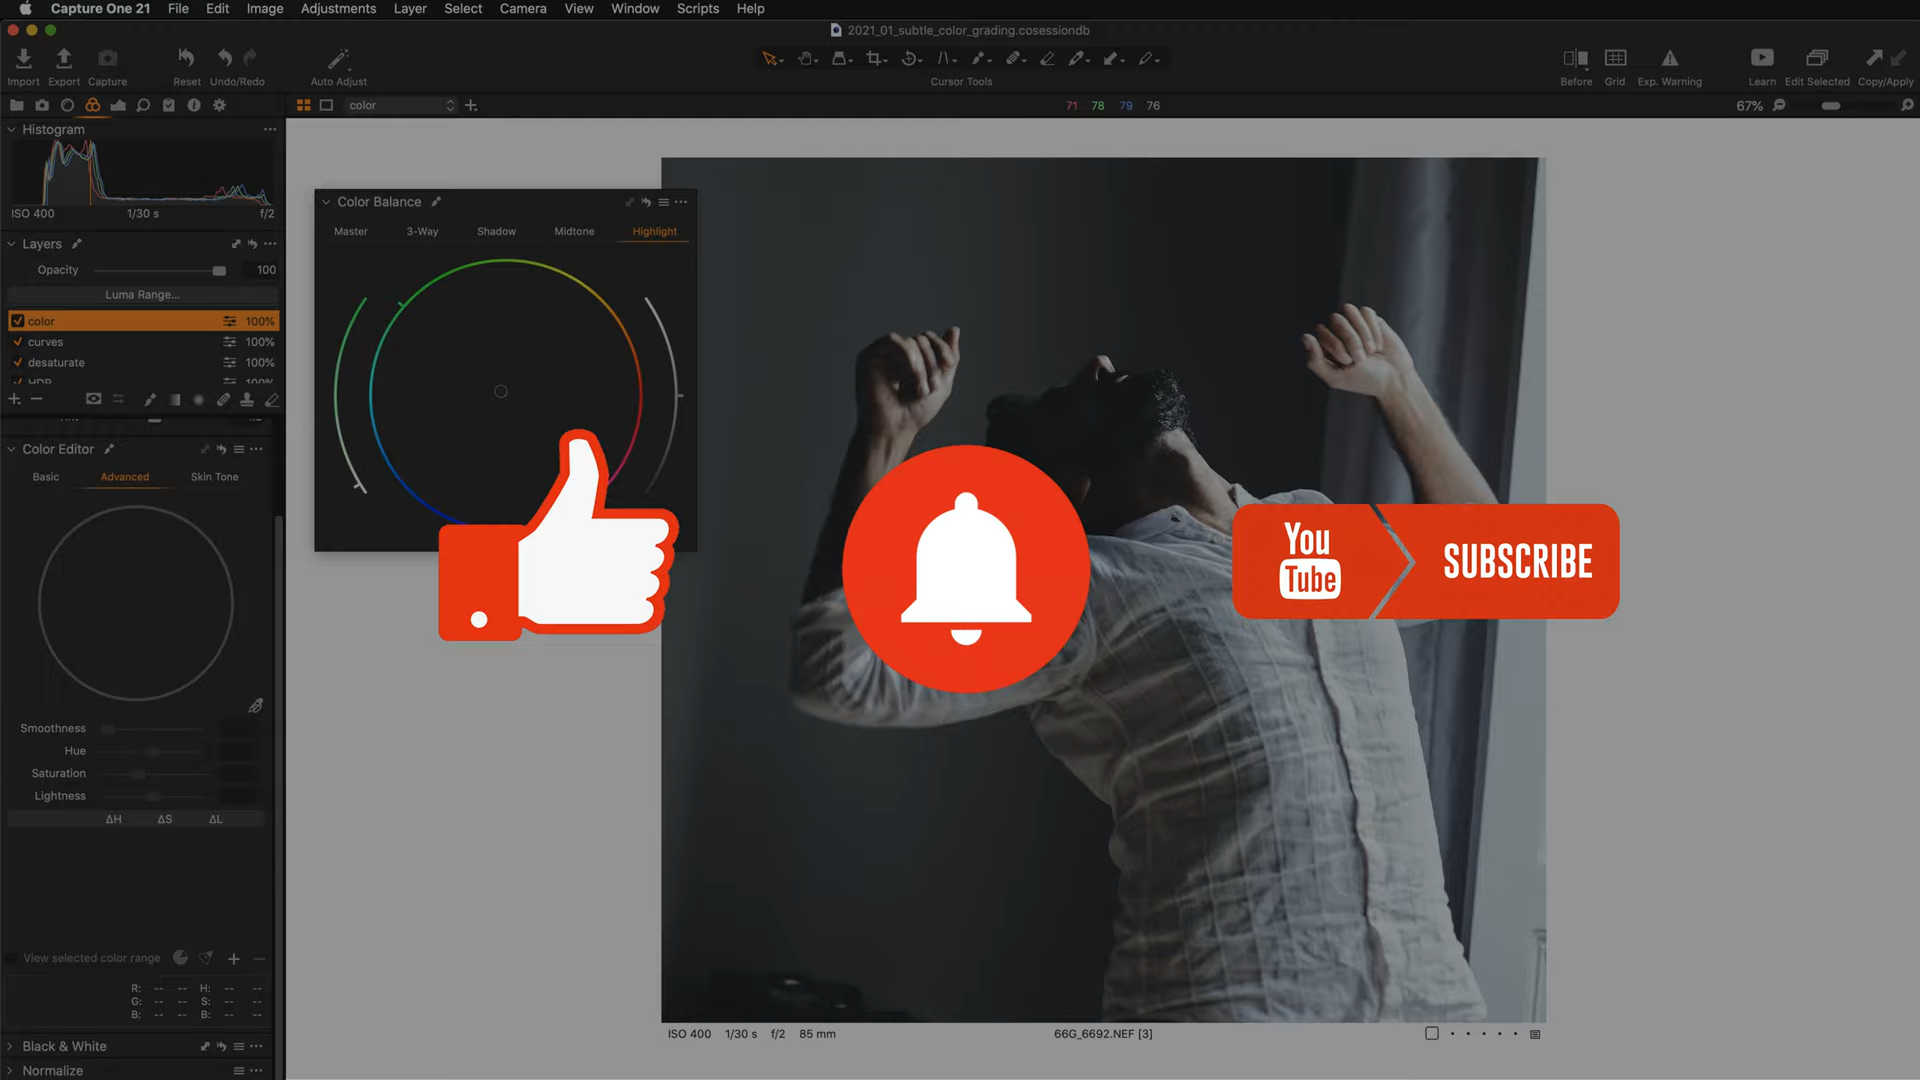 Capture One 21 File Edit Image Adjustments Layer Select Camera View Window Scripts Help
2021_01_subtle_color_grading.cosessiondb
Import Export Capture Reset Undo/Redo Auto Adjust Cursor Tools Before Grid Exp. Warning Learn Edit Selected Copy/Apply
color 71 78 79 76 67%
Histogram
ISO 400 1/30 s f/2
Layers
Opacity 100
Luma Range...
color 100%
curves 100%
desaturate 100%
HDR 100%
Color Balance
Master 3-Way Shadow Midtone Highlight
Color Editor
Basic Advanced Skin Tone
You
Tube
SUBSCRIBE
Smoothness
Hue
Saturation
Lightness
ΔH ΔS ΔL
View selected color range
R: -- -- H: -- --
G: -- -- S: -- --
B: -- -- B: -- --
Black & White
Normalize
ISO 400 1/30 s f/2 85 mm 66G_6692.NEF [3]